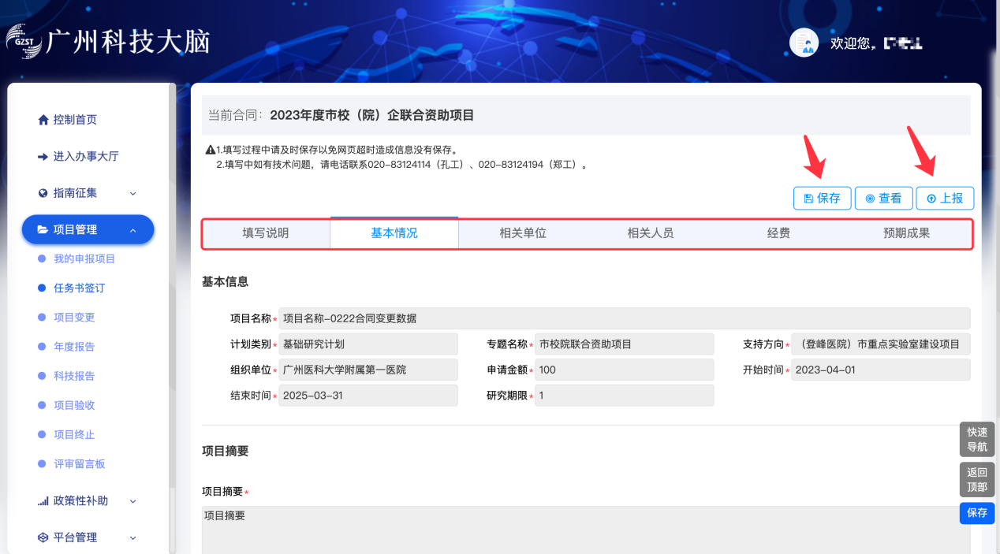 GZST 广州科技大脑
欢迎您,
控制首页
进入办事大厅
指南征集
项目管理
我的申报项目
任务书签订
项目变更
年度报告
科技报告
项目验收
项目终止
评审留言板
政策性补助
平台管理
当前合同: 2023年度市校（院）企联合资助项目
1.填写过程中请及时保存以免网页超时造成信息没有保存。
2.填写中如有技术问题，请电话联系020-83124114（孔工）、020-83124194（郑工）。
保存 查看 上报
填写说明 基本情况 相关单位 相关人员 经费 预期成果
基本信息
项目名称* 项目名称-0222合同变更数据
计划类别* 基础研究计划 专题名称* 市校院联合资助项目 支持方向* （登峰医院）市重点实验室建设项目
组织单位* 广州医科大学附属第一医院 申请金额* 100 开始时间* 2023-04-01
结束时间* 2025-03-31 研究期限* 1
项目摘要
项目摘要*
项目摘要
快速
导航
返回
顶部
保存